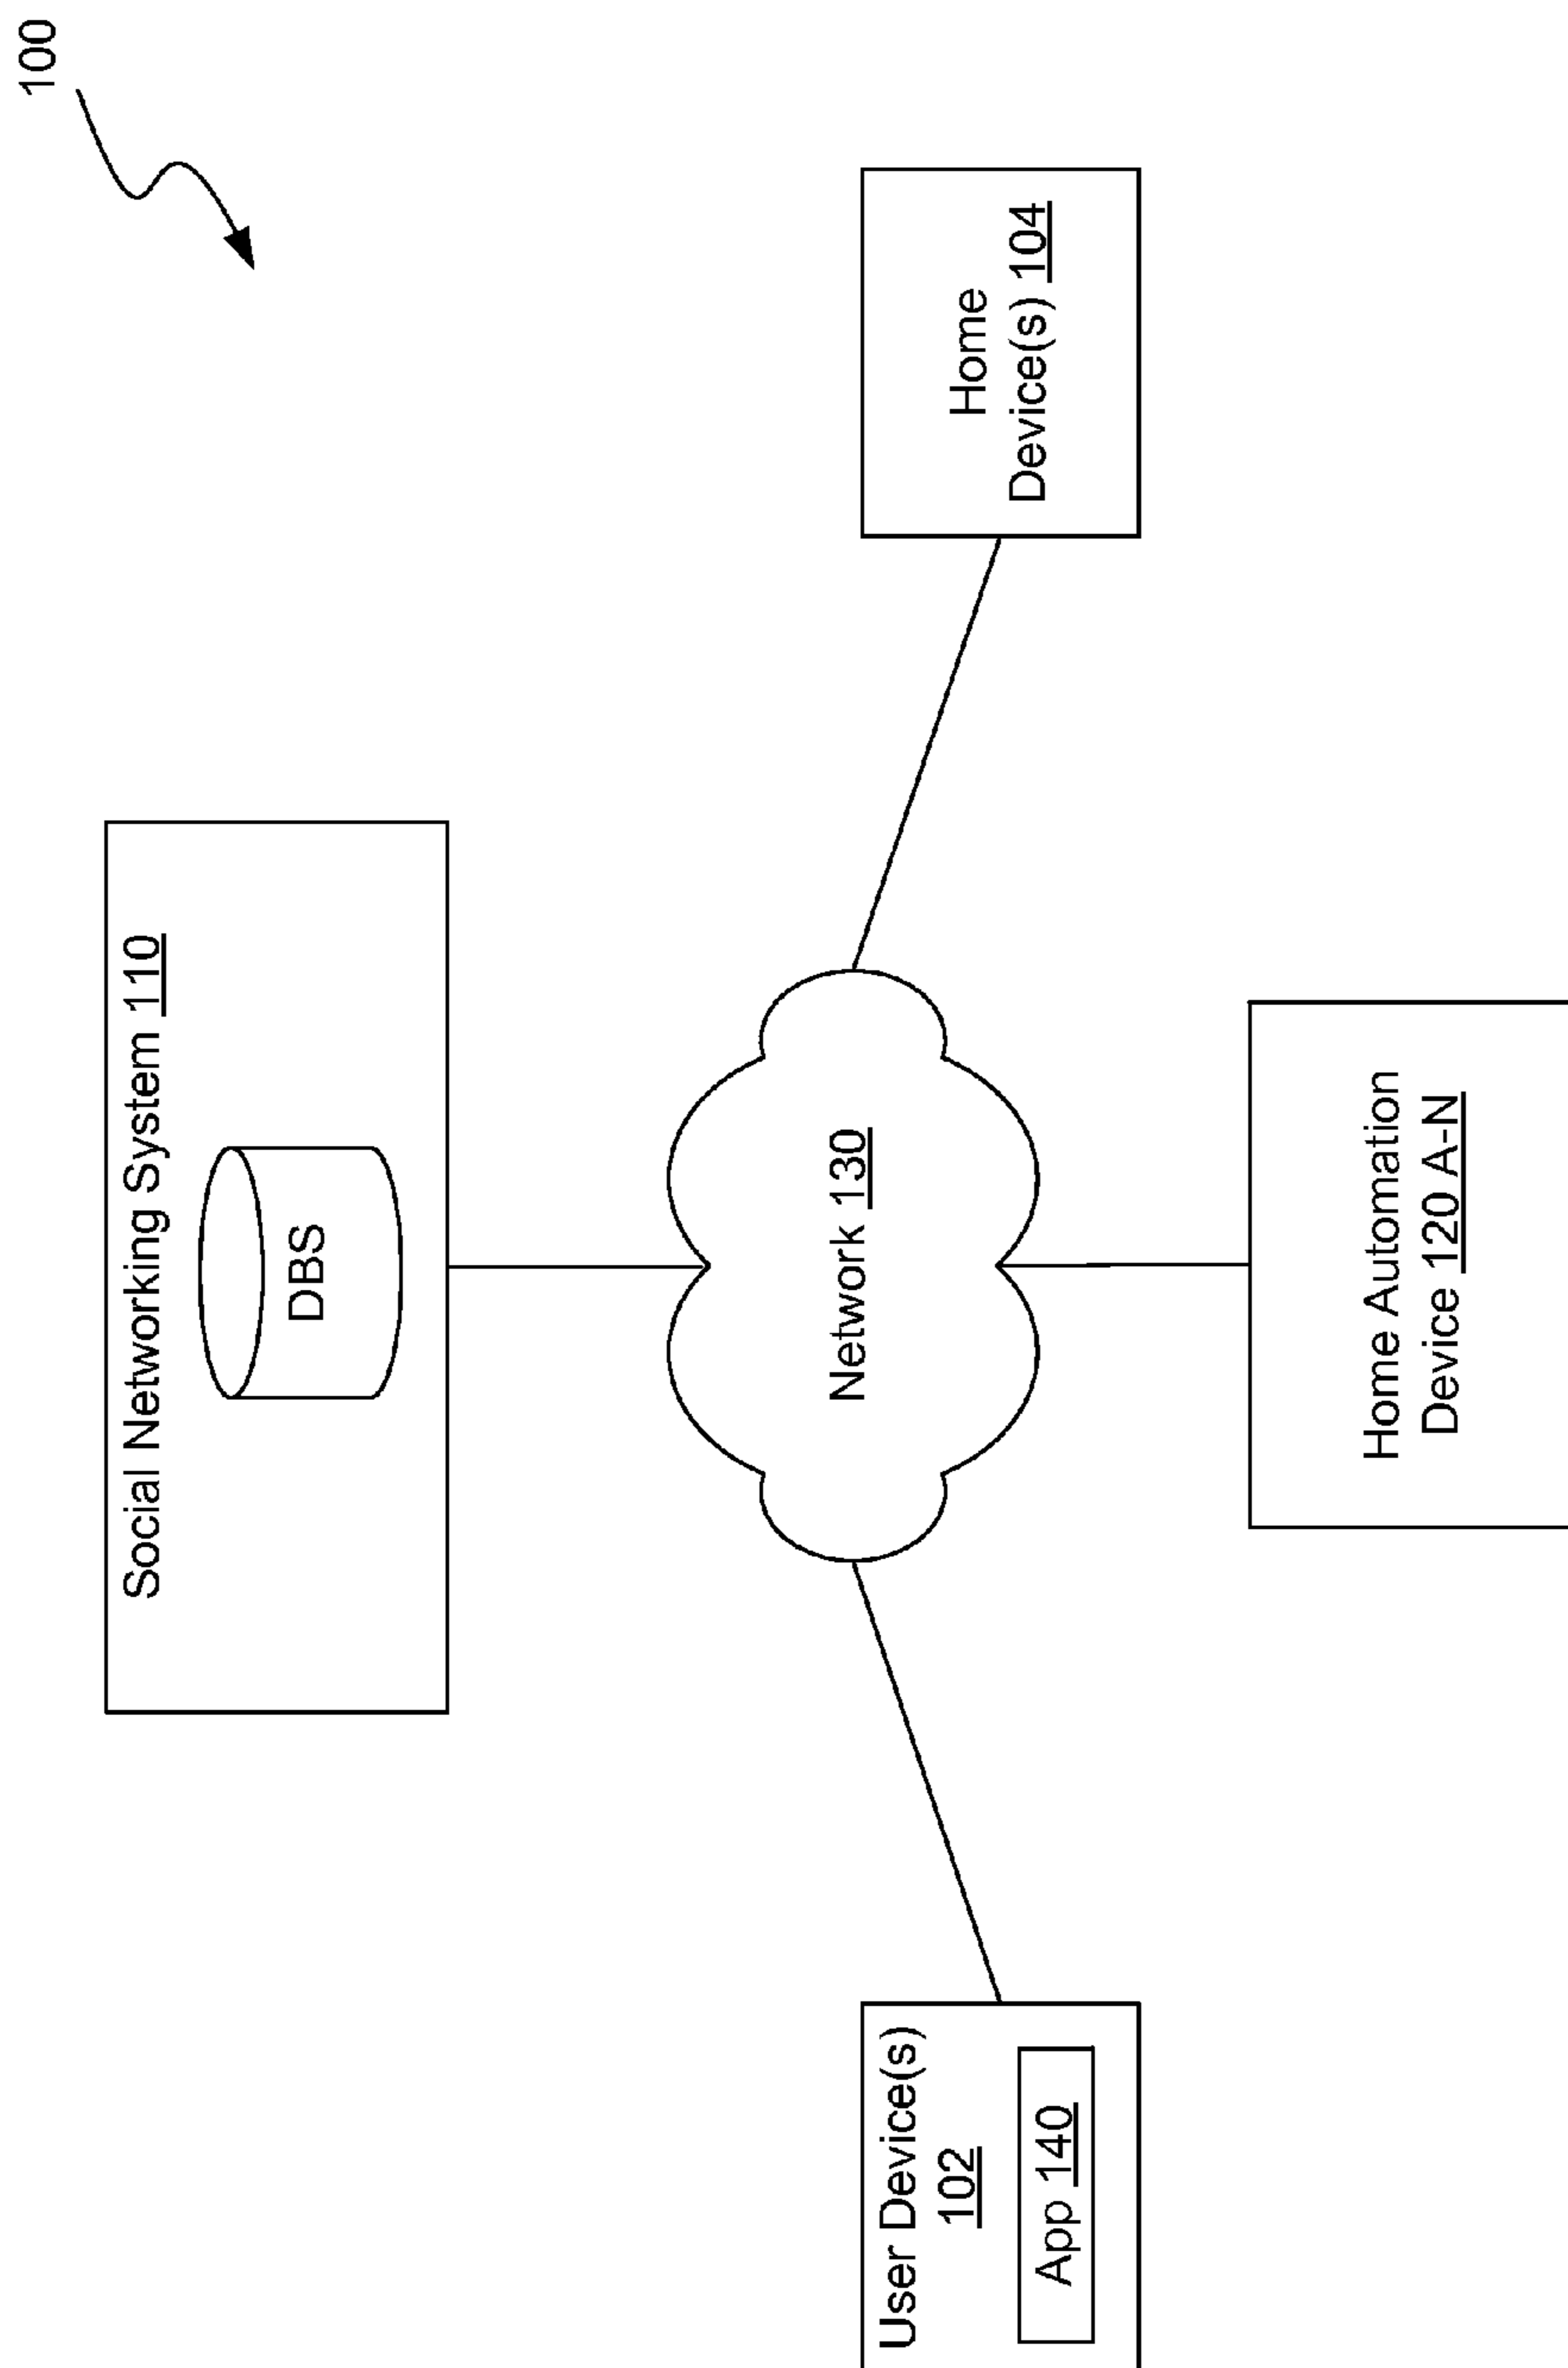 100
Social Networking System 110
DBS
Network 130
User Device(s)
102
App 140
Home
Device(s) 104
Home Automation
Device 120 A-N